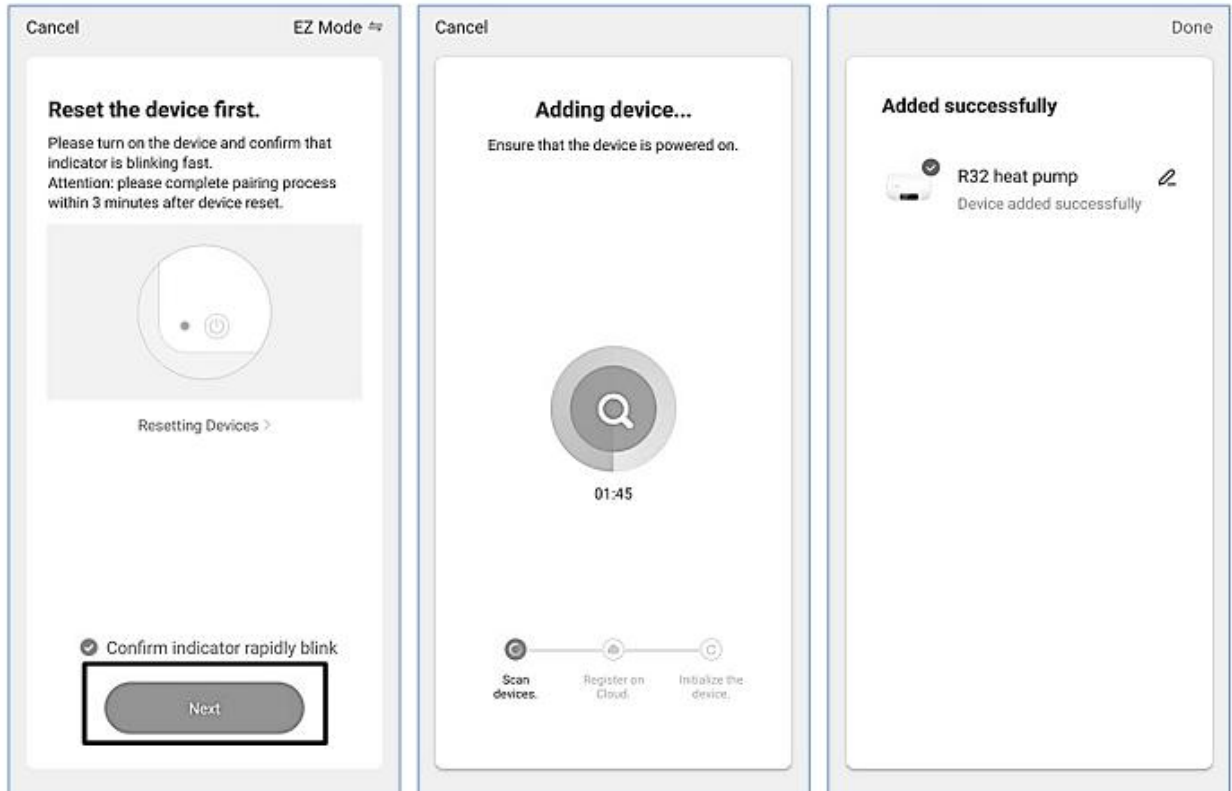 Cancel
EZ Mode ⇋
Reset the device first.
Please turn on the device and confirm that
indicator is blinking fast.
Attention: please complete pairing process
within 3 minutes after device reset.
Resetting Devices >
Confirm indicator rapidly blink
Next
Cancel
Adding device...
Ensure that the device is powered on.
01:45
Scan
devices.
Register on
Cloud.
Initialize the
device.
Done
Added successfully
R32 heat pump
Device added successfully